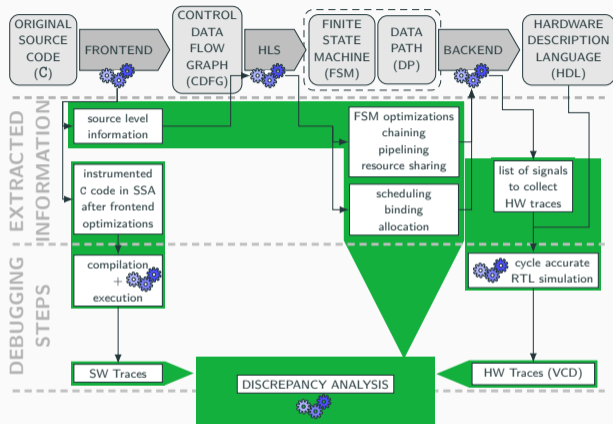 ORIGINAL
SOURCE
CODE (C)
FRONTEND
CONTROL
DATA
FLOW
GRAPH
(CDFG)
HLS
FINITE
STATE
MACHINE
(FSM)
DATA
PATH
(DP)
BACKEND
HARDWARE
DESCRIPTION
LANGUAGE
(HDL)
EXTRACTED
INFORMATION
source level
information
FSM optimizations
chaining
pipelining
resource sharing
instrumented
C code in SSA
after frontend
optimizations
scheduling
binding
allocation
list of signals
to collect
HW traces
DEBUGGING
STEPS
compilation
+
execution
cycle accurate
RTL simulation
SW Traces
DISCREPANCY ANALYSIS
HW Traces (VCD)